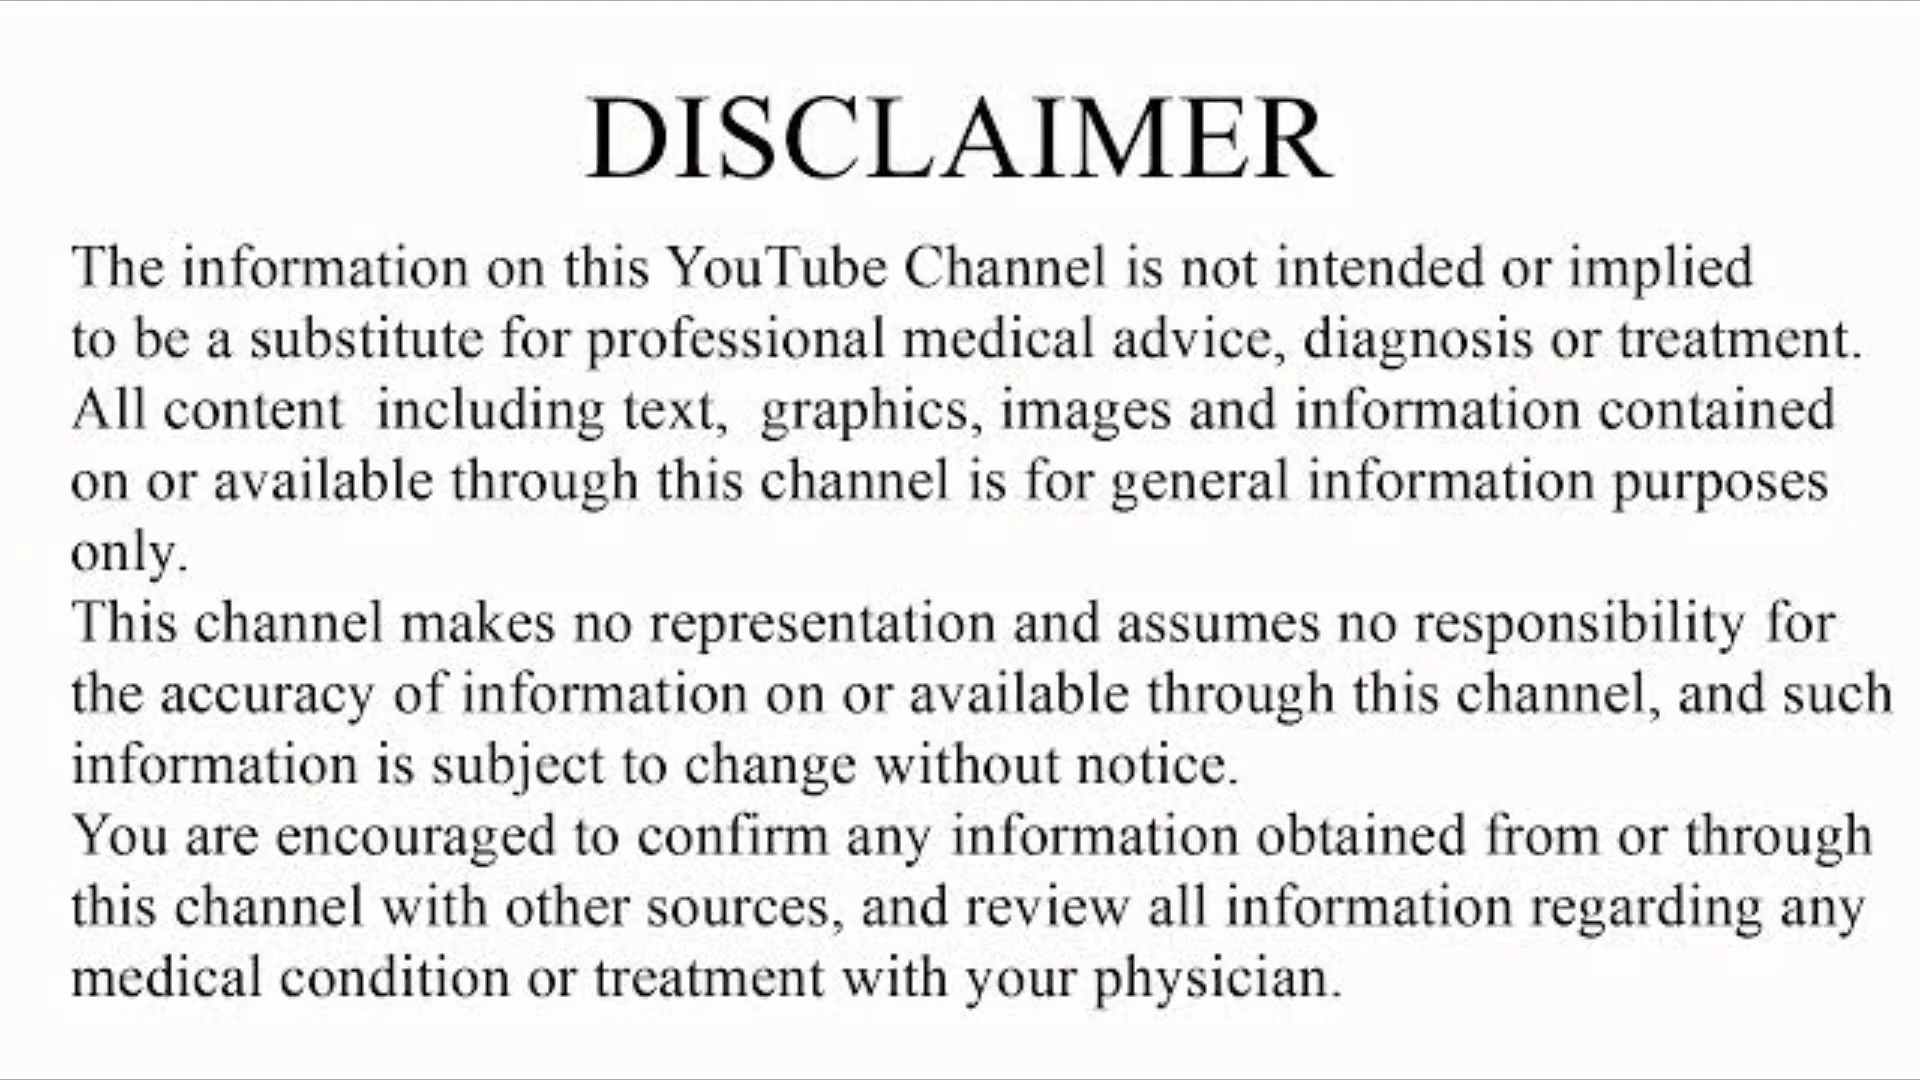 DISCLAIMER
The information on this YouTube Channel is not intended or implied
to be a substitute for professional medical advice, diagnosis or treatment.
All content  including text,  graphics, images and information contained
on or available through this channel is for general information purposes
only.
This channel makes no representation and assumes no responsibility for
the accuracy of information on or available through this channel, and such
information is subject to change without notice.
You are encouraged to confirm any information obtained from or through
this channel with other sources, and review all information regarding any
medical condition or treatment with your physician.